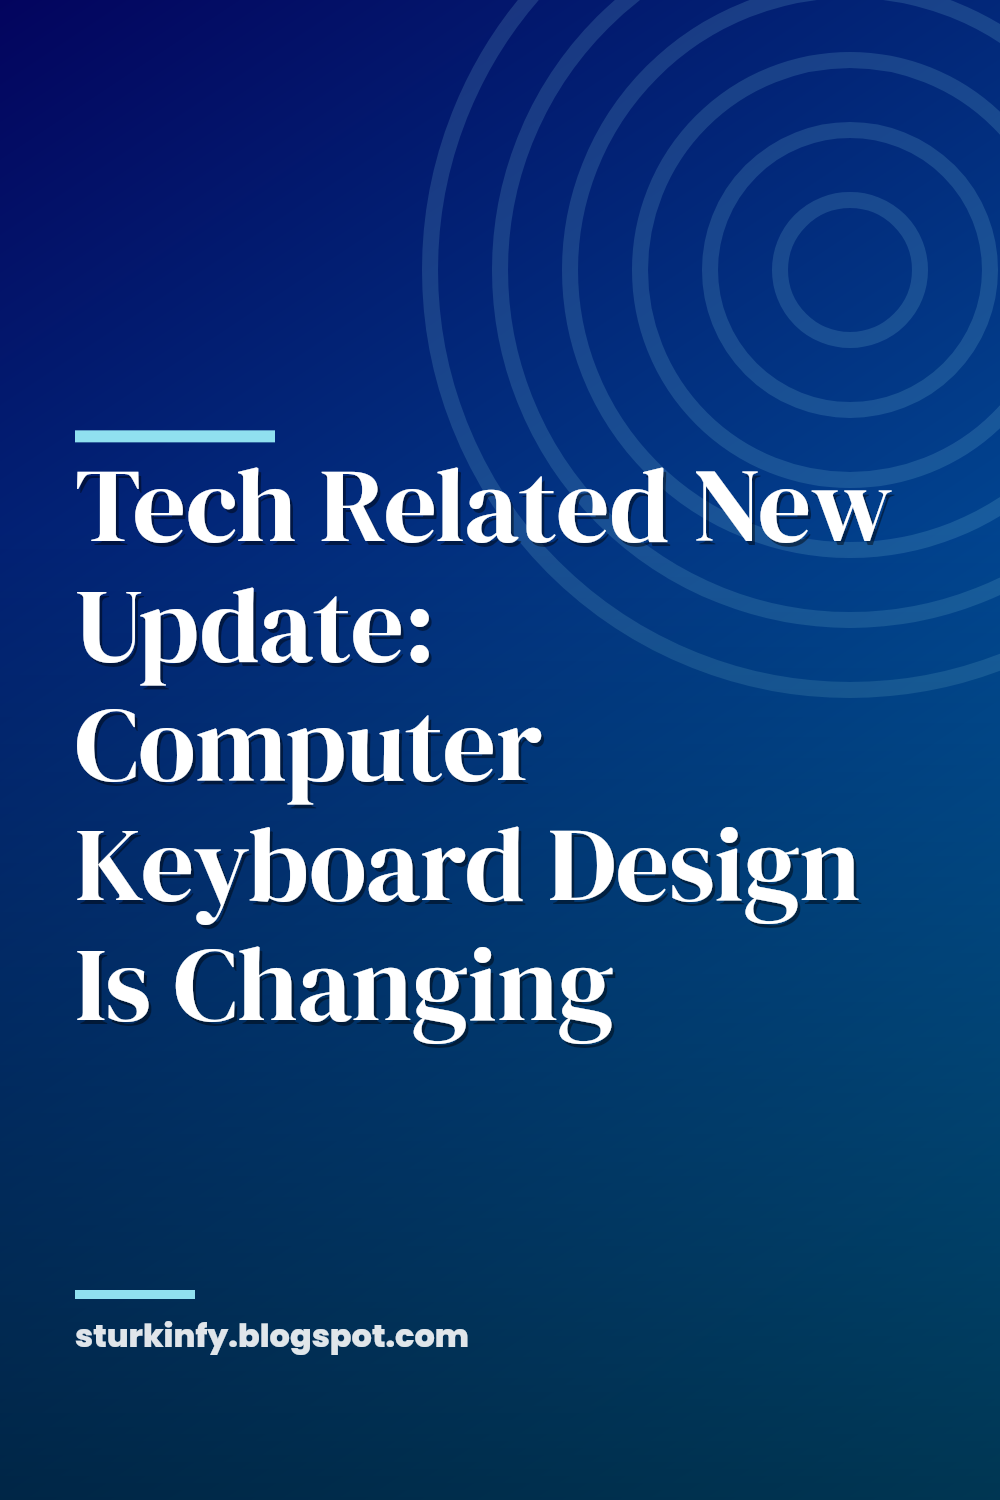 Tech Related New
Update:
Computer
Keyboard Design
Is Changing
sturkinfy.blogspot.com